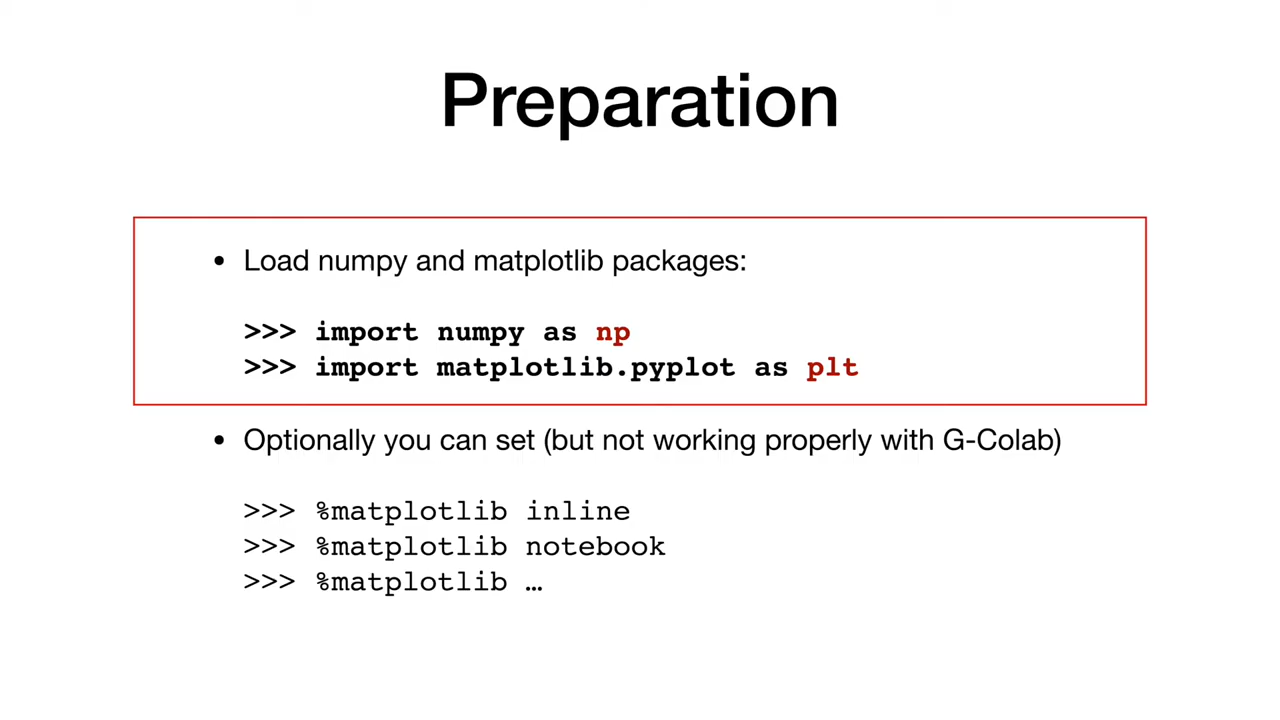 Preparation
• Load numpy and matplotlib packages:
>>> import numpy as np
>>> import matplotlib.pyplot as plt
• Optionally you can set (but not working properly with G-Colab)
>>> %matplotlib inline
>>> %matplotlib notebook
>>> %matplotlib …